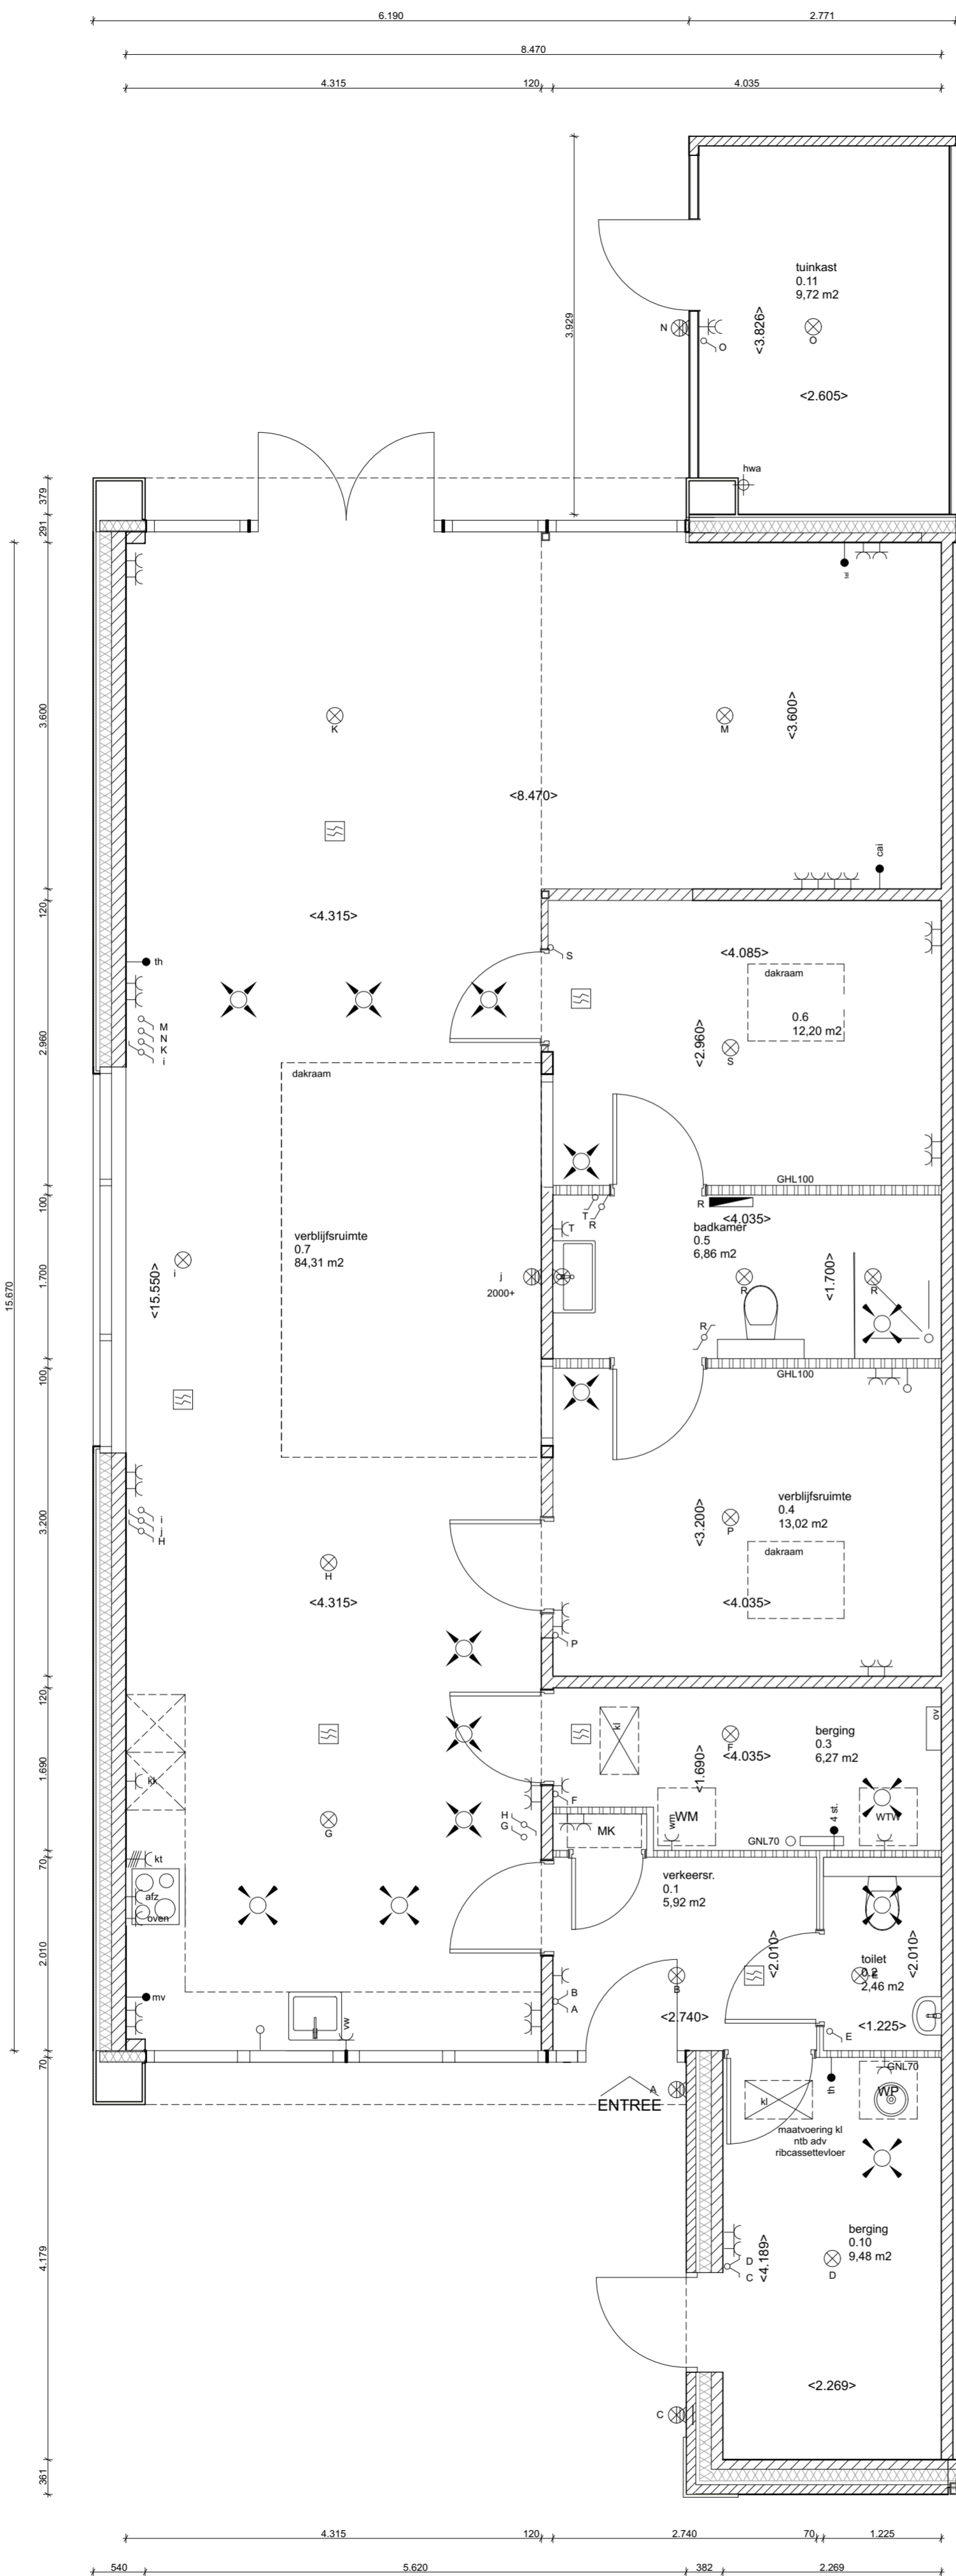 6.190 2.771
8.470
4.315 120 4.035
3.929
tuinkast
0.11
9,72 m2
<3.826>
N
O
O
<2.605>
hwa
379
291
tel
15.670
3.600
K
M
<3.600>
<8.470>
cai
120
<4.315>
<4.085>
S
dakraam
th
0.6
12,20 m2
M
N
K
i
2.960
<2.960>
S
dakraam
GHL100
100
T
R
R
<4.035>
T
badkamer
0.5
6,86 m2
verblijfsruimte
0.7
84,31 m2
<15.550>
i
j
2000+
1.700
<1.700>
R
R
R
100
GHL100
verblijfsruimte
0.4
13,02 m2
3.200
<3.200>
i
j
H
P
dakraam
H
<4.315>
<4.035>
P
120
kl
ov
berging
0.3
6,27 m2
F
<4.035>
1.690
<1.690>
kk
F
WM
wm
WTW
4 st.
H
G
G
MK
GNL70
70
kt
verkeersr.
0.1
5,92 m2
afz
oven
2.010
<2.010>
<2.010>
toilet
0.2
2,46 m2
E
B
B
A
mv
<2.740>
<1.225>
E
vw
70
GNL70
th
WP
A
ENTREE
kl
maatvoering kl
ntb adv
ribcassettevloer
4.179
<4.189>
berging
0.10
9,48 m2
D
C
D
<2.269>
C
361
4.315 120 2.740 70 1.225
540 5.620 382 2.269